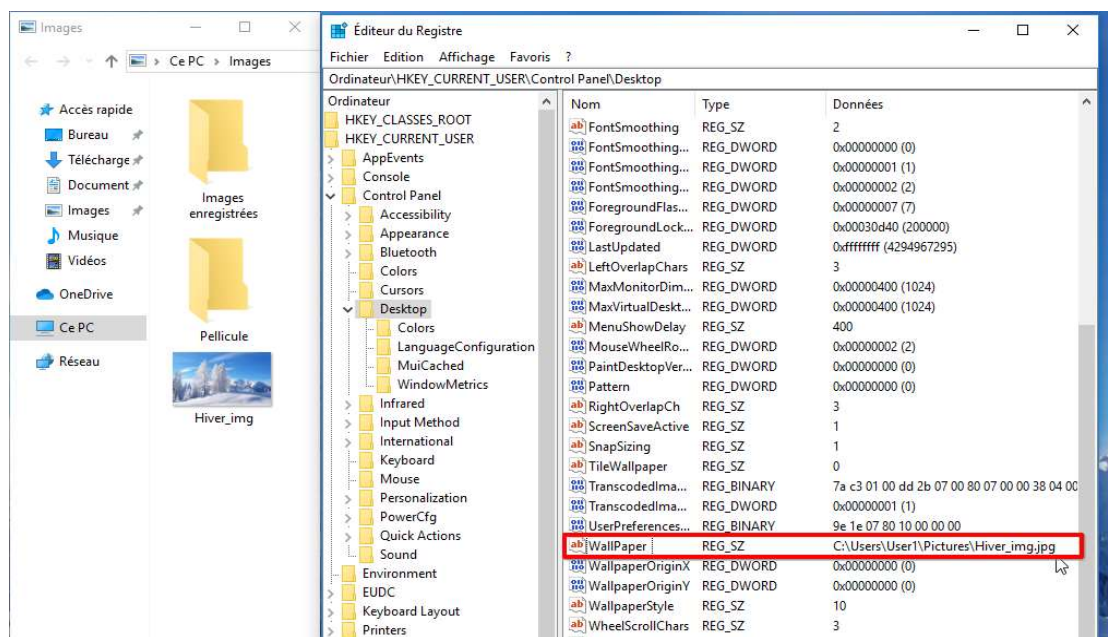 Images
Ce PC > Images
Accès rapide
Bureau
Télécharge
Document
Images
Musique
Vidéos
OneDrive
Ce PC
Réseau
Images
enregistrées
Pellicule
Hiver_img
Éditeur du Registre
Fichier Edition Affichage Favoris ?
Ordinateur\HKEY_CURRENT_USER\Control Panel\Desktop
Ordinateur
HKEY_CLASSES_ROOT
HKEY_CURRENT_USER
AppEvents
Console
Control Panel
Accessibility
Appearance
Bluetooth
Colors
Cursors
Desktop
Colors
LanguageConfiguration
MuiCached
WindowMetrics
Infrared
Input Method
International
Keyboard
Mouse
Personalization
PowerCfg
Quick Actions
Sound
Environment
EUDC
Keyboard Layout
Printers
Nom Type Données
FontSmoothing REG_SZ 2
FontSmoothing... REG_DWORD 0x00000000 (0)
FontSmoothing... REG_DWORD 0x00000001 (1)
FontSmoothing... REG_DWORD 0x00000002 (2)
ForegroundFlas... REG_DWORD 0x00000007 (7)
ForegroundLock... REG_DWORD 0x00030d40 (200000)
LastUpdated REG_DWORD 0xffffffff (4294967295)
LeftOverlapChars REG_SZ 3
MaxMonitorDim... REG_DWORD 0x00000400 (1024)
MaxVirtualDeskt... REG_DWORD 0x00000400 (1024)
MenuShowDelay REG_SZ 400
MouseWheelRo... REG_DWORD 0x00000002 (2)
PaintDesktopVer... REG_DWORD 0x00000000 (0)
Pattern REG_DWORD 0x00000000 (0)
RightOverlapCh REG_SZ 3
ScreenSaveActive REG_SZ 1
SnapSizing REG_SZ 1
TileWallpaper REG_SZ 0
TranscodedIma... REG_BINARY 7a c3 01 00 dd 2b 07 00 80 07 00 00 38 04 00
TranscodedIma... REG_DWORD 0x00000001 (1)
UserPreferences... REG_BINARY 9e 1e 07 80 10 00 00 00
WallPaper REG_SZ C:\Users\User1\Pictures\Hiver_img.jpg
WallpaperOriginX REG_DWORD 0x00000000 (0)
WallpaperOriginY REG_DWORD 0x00000000 (0)
WallpaperStyle REG_SZ 10
WheelScrollChars REG_SZ 3